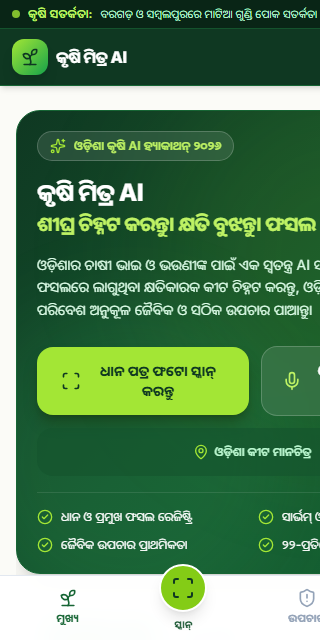 କୃଷି ସତର୍କତା: ବରଗଡ଼ ଓ ସମ୍ବଲପୁରରେ ମାଟିଆ ଗୁଣ୍ଡି ପୋକ ସତର୍କତା
କୃଷି ମିତ୍ର AI
ଓଡ଼ିଶା କୃଷି AI ହ୍ୟାକାଥନ୍ ୨୦୨୬
କୃଷି ମିତ୍ର AI
ଶୀଘ୍ର ଚିହ୍ନଟ କରନ୍ତୁ। କ୍ଷତି ବୁଝନ୍ତୁ। ଫସଲ
ଓଡ଼ିଶାର ଚାଷୀ ଭାଇ ଓ ଭଉଣୀଙ୍କ ପାଇଁ ଏକ ସ୍ୱତନ୍ତ୍ର AI
ଫସଲରେ ଲାଗୁଥିବା କ୍ଷତିକାରକ କୀଟ ଚିହ୍ନଟ କରନ୍ତୁ,
ପରିବେଶ ଅନୁକୂଳ ଜୈବିକ ଓ ସଠିକ ଉପଚାର ପାଆନ୍ତୁ।
ଧାନ ପତ୍ର ଫଟୋ ସ୍କାନ୍
କରନ୍ତୁ
ଓଡ଼ିଶା କୀଟ ମାନଚିତ୍ର
ଧାନ ଓ ପ୍ରମୁଖ ଫସଲ ରେଜିଷ୍ଟ୍ରି
ସାର୍ଭମ୍
ଜୈବିକ ଉପଚାର ପ୍ରାଥମିକତା
ମୁଖ୍ୟ
ସ୍କାନ୍